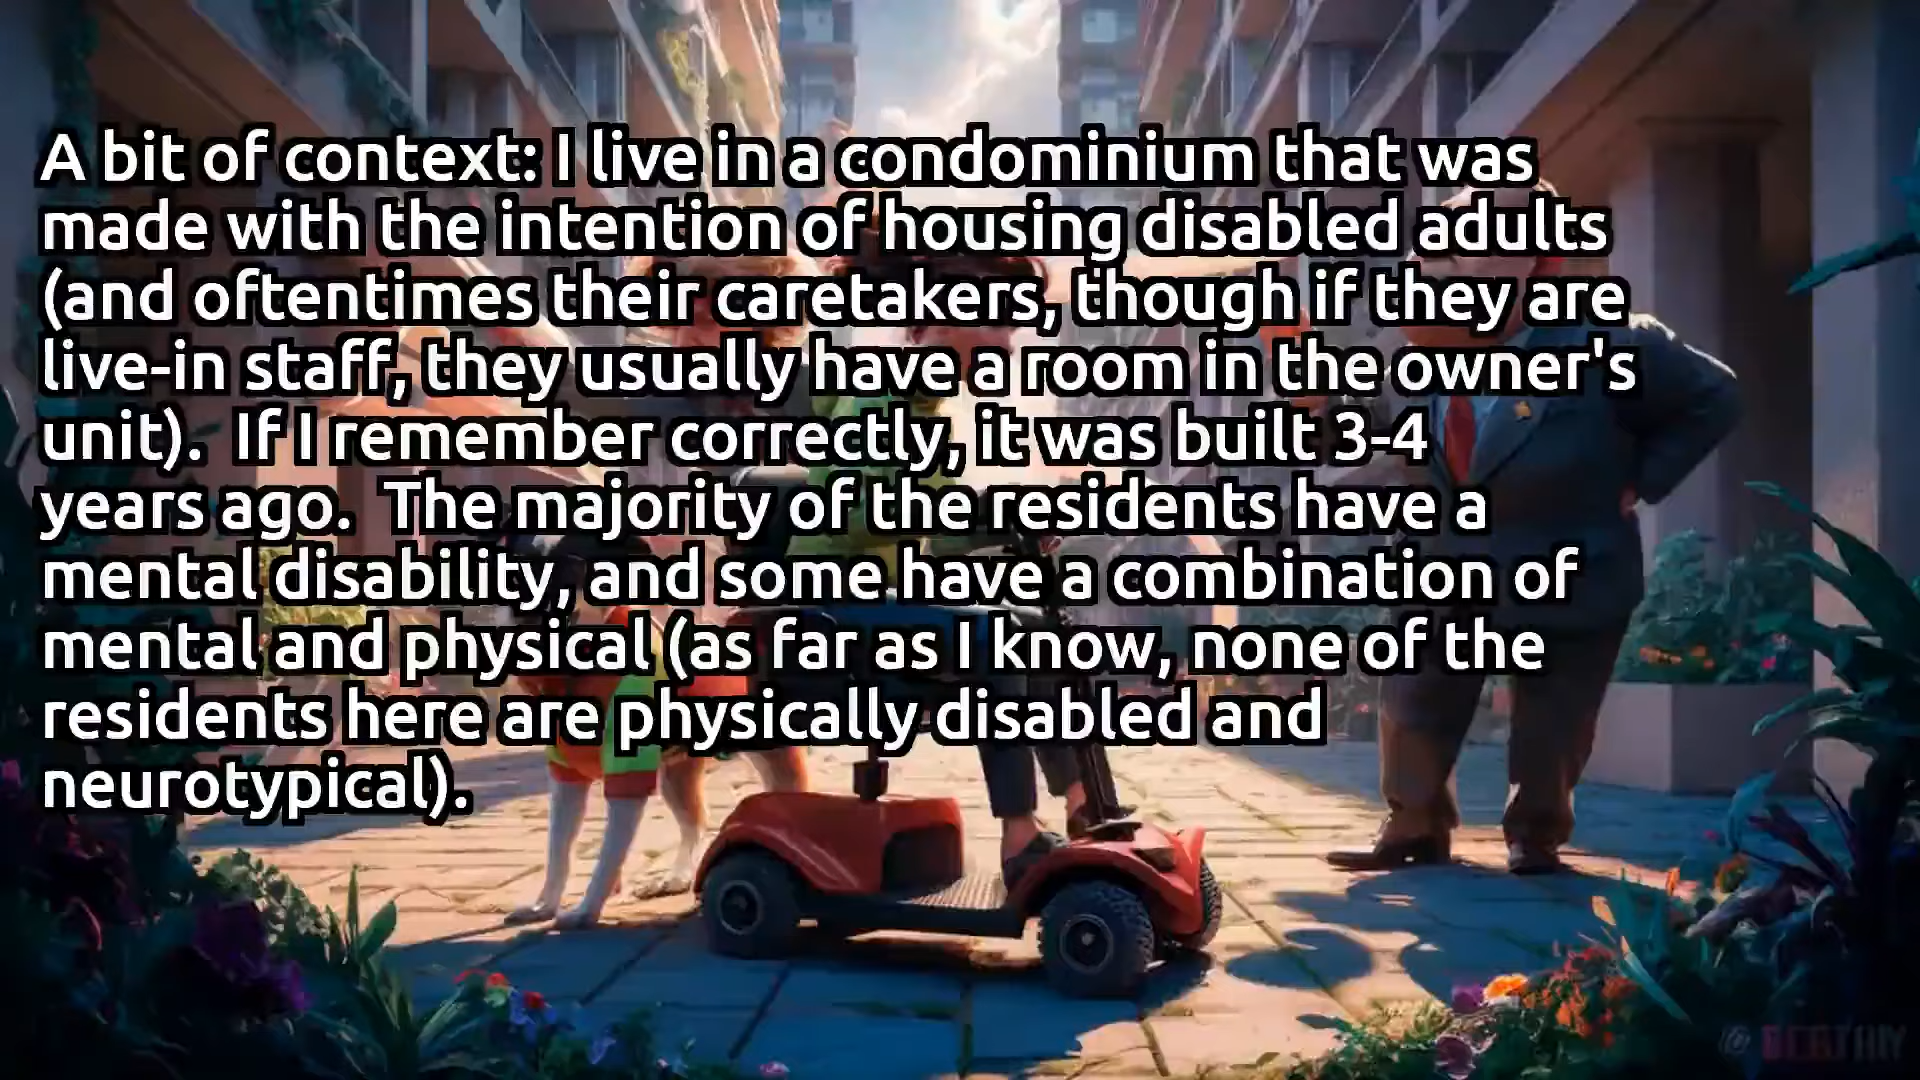 A bit of context: I live in a condominium that was
made with the intention of housing disabled adults
(and oftentimes their caretakers, though if they are
live-in staff, they usually have a room in the owner's
unit).  If I remember correctly, it was built 3-4
years ago.  The majority of the residents have a
mental disability, and some have a combination of
mental and physical (as far as I know, none of the
residents here are physically disabled and
neurotypical).